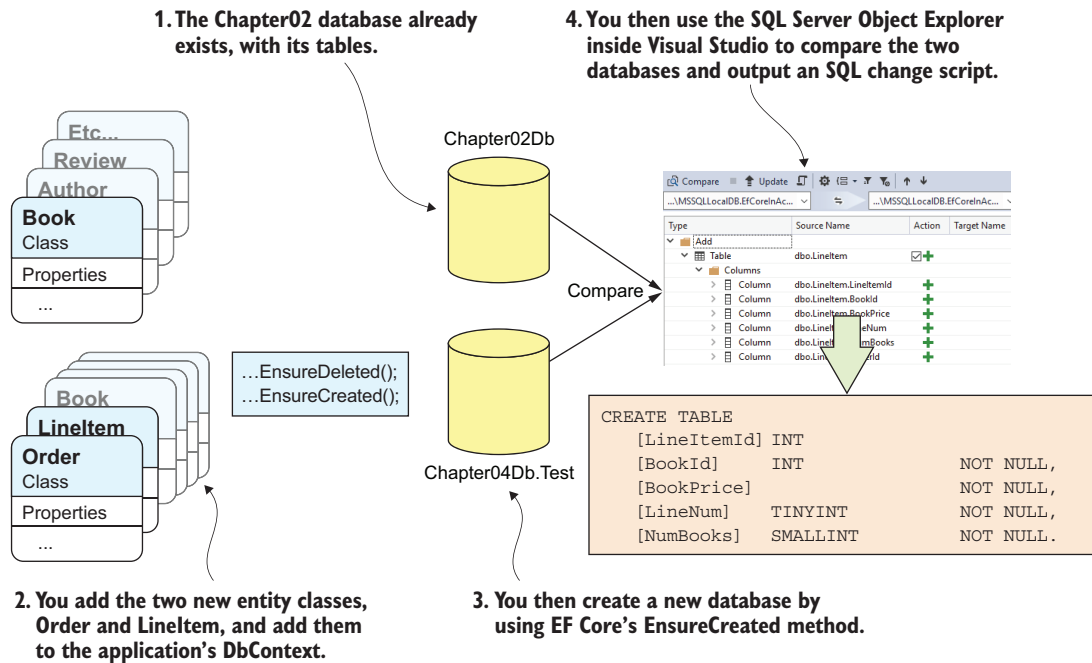 1. The Chapter02 database already
exists, with its tables.
4. You then use the SQL Server Object Explorer
inside Visual Studio to compare the two
databases and output an SQL change script.
Etc...
Review
Author
Book
Class
Properties
...
Chapter02Db
Compare
Update
...\MSSQLLocalDB.EfCoreInAc...
...\MSSQLLocalDB.EfCoreInAc...
Type Source Name Action Target Name
Add
Table dbo.LineItem
Columns
Column dbo.LineItem.LineItemId
Column dbo.LineItem.BookId
Column dbo.LineItem.BookPrice
Column
Column
Column
Compare
Book
LineItem
Order
Class
Properties
...
...EnsureDeleted();
...EnsureCreated();
Chapter04Db.Test
CREATE TABLE
[LineItemId] INT
[BookId] INT NOT NULL,
[BookPrice] NOT NULL,
[LineNum] TINYINT NOT NULL,
[NumBooks] SMALLINT NOT NULL.
2. You add the two new entity classes,
Order and LineItem, and add them
to the application's DbContext.
3. You then create a new database by
using EF Core's EnsureCreated method.